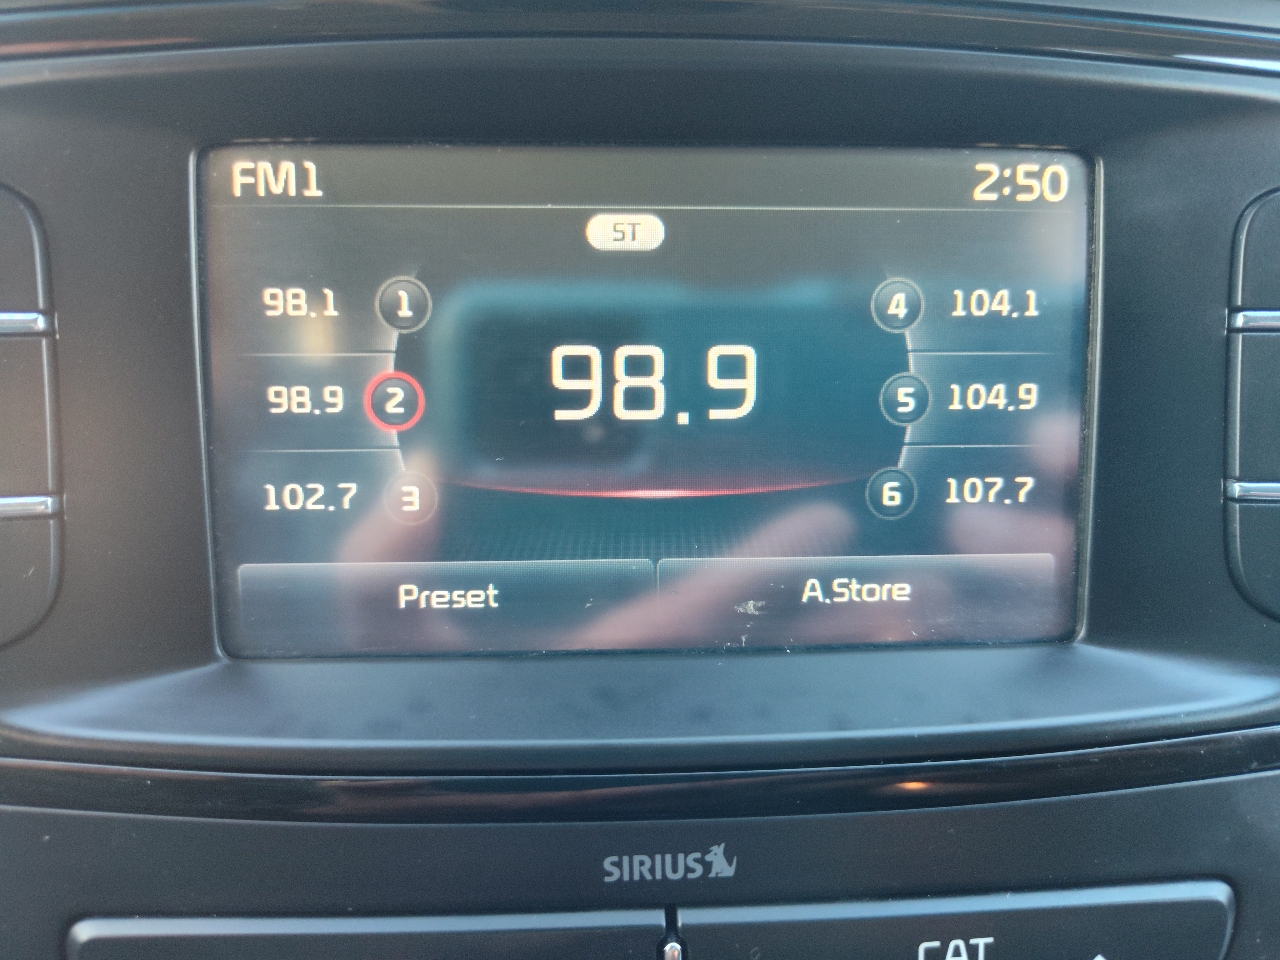 FM1 2:50
ST
98.1 1 4 104.1
98.9
98.9 2 5 104.9
102.7 3 6 107.7
Preset A.Store
SIRIUS
CAT